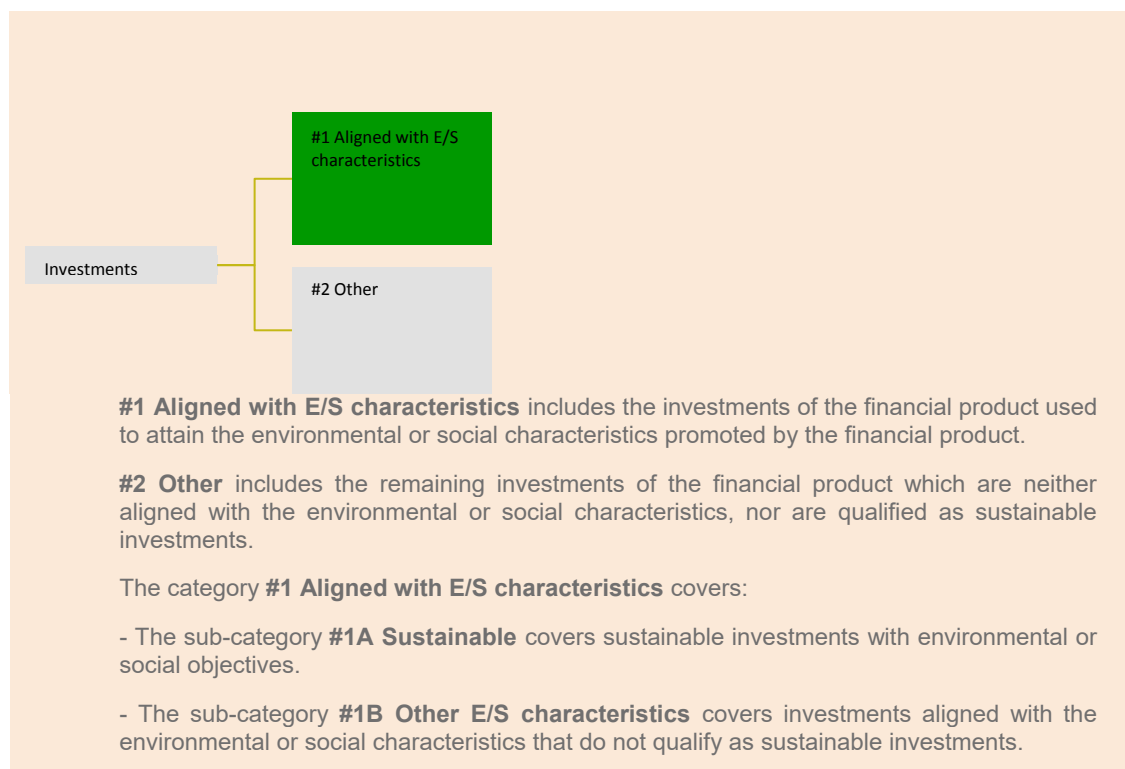 #1 Aligned with E/S
characteristics
Investments
#2 Other
#1 Aligned with E/S characteristics includes the investments of the financial product used
to attain the environmental or social characteristics promoted by the financial product.
#2 Other includes the remaining investments of the financial product which are neither
aligned with the environmental or social characteristics, nor are qualified as sustainable
investments.
The category #1 Aligned with E/S characteristics covers:
- The sub-category #1A Sustainable covers sustainable investments with environmental or
social objectives.
- The sub-category #1B Other E/S characteristics covers investments aligned with the
environmental or social characteristics that do not qualify as sustainable investments.